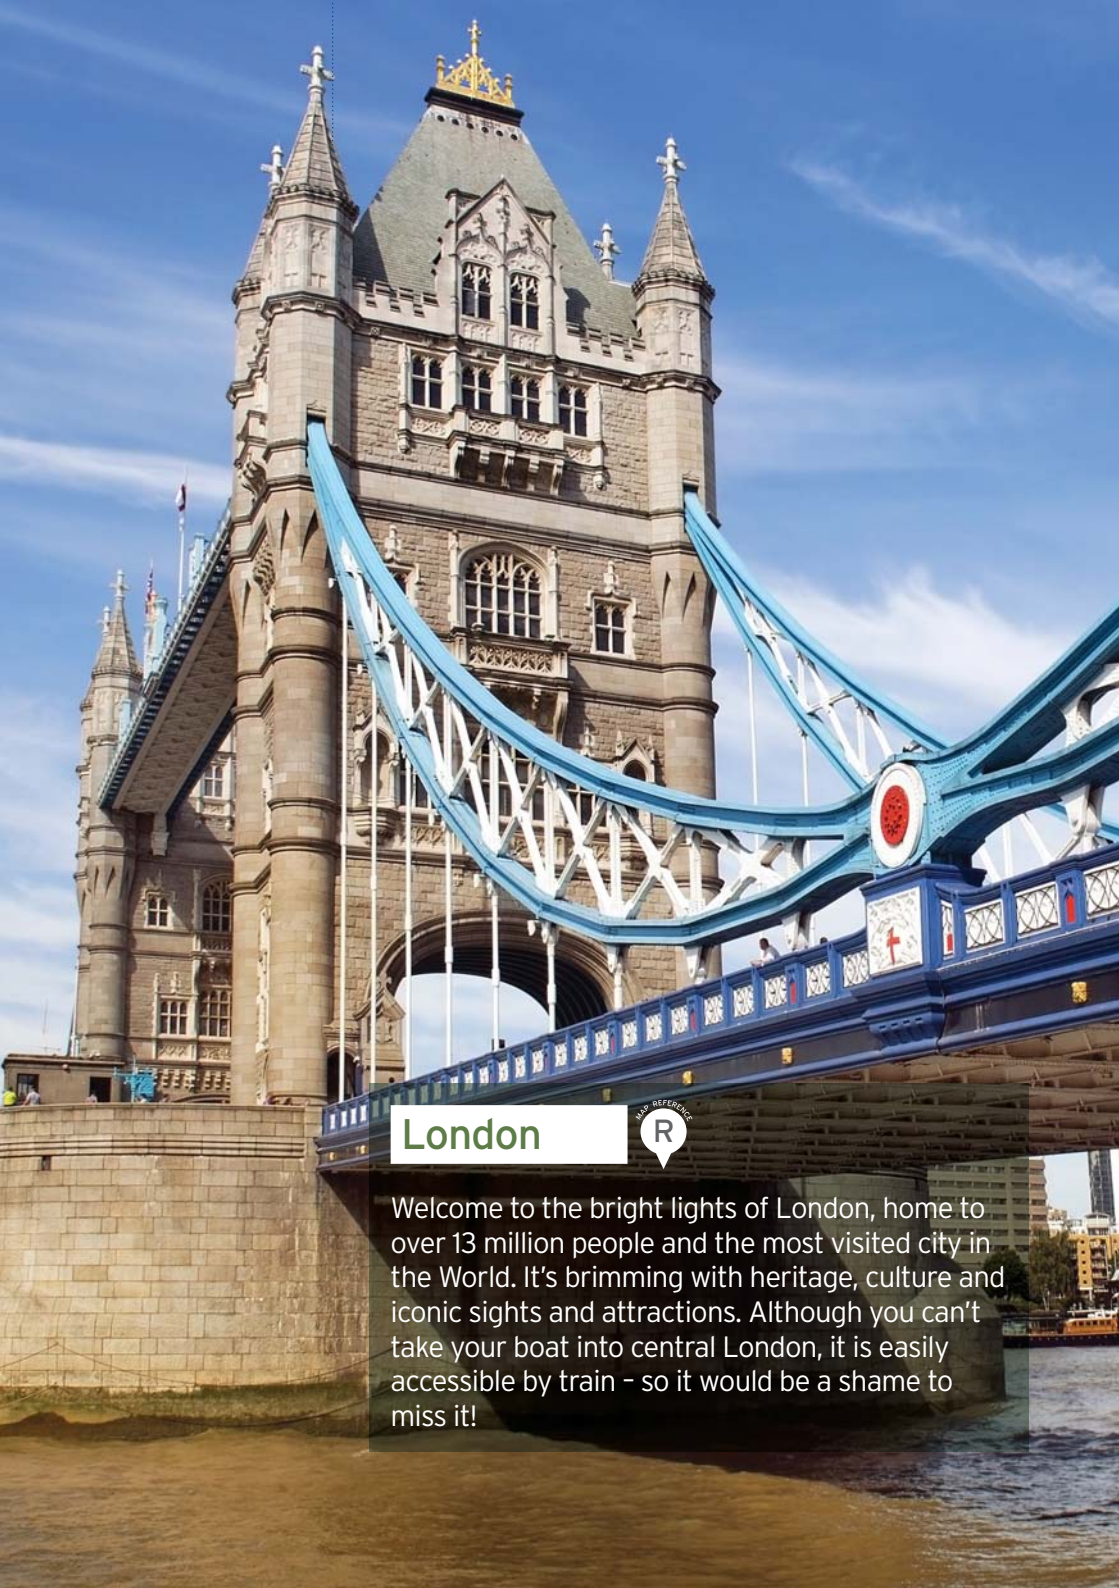 London
MAP REFERENCE
R
Welcome to the bright lights of London, home to
over 13 million people and the most visited city in
the World. It’s brimming with heritage, culture and
iconic sights and attractions. Although you can’t
take your boat into central London, it is easily
accessible by train – so it would be a shame to
miss it!